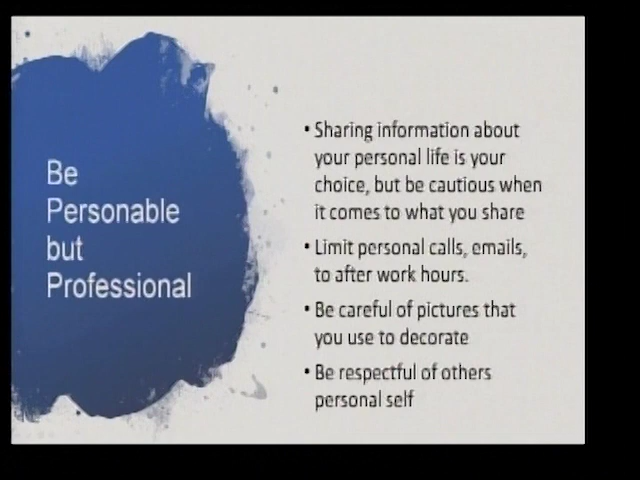 Be
Personable
but
Professional
• Sharing information about
your personal life is your
choice, but be cautious when
it comes to what you share
• Limit personal calls, emails,
to after work hours.
• Be careful of pictures that
you use to decorate
• Be respectful of others
personal self